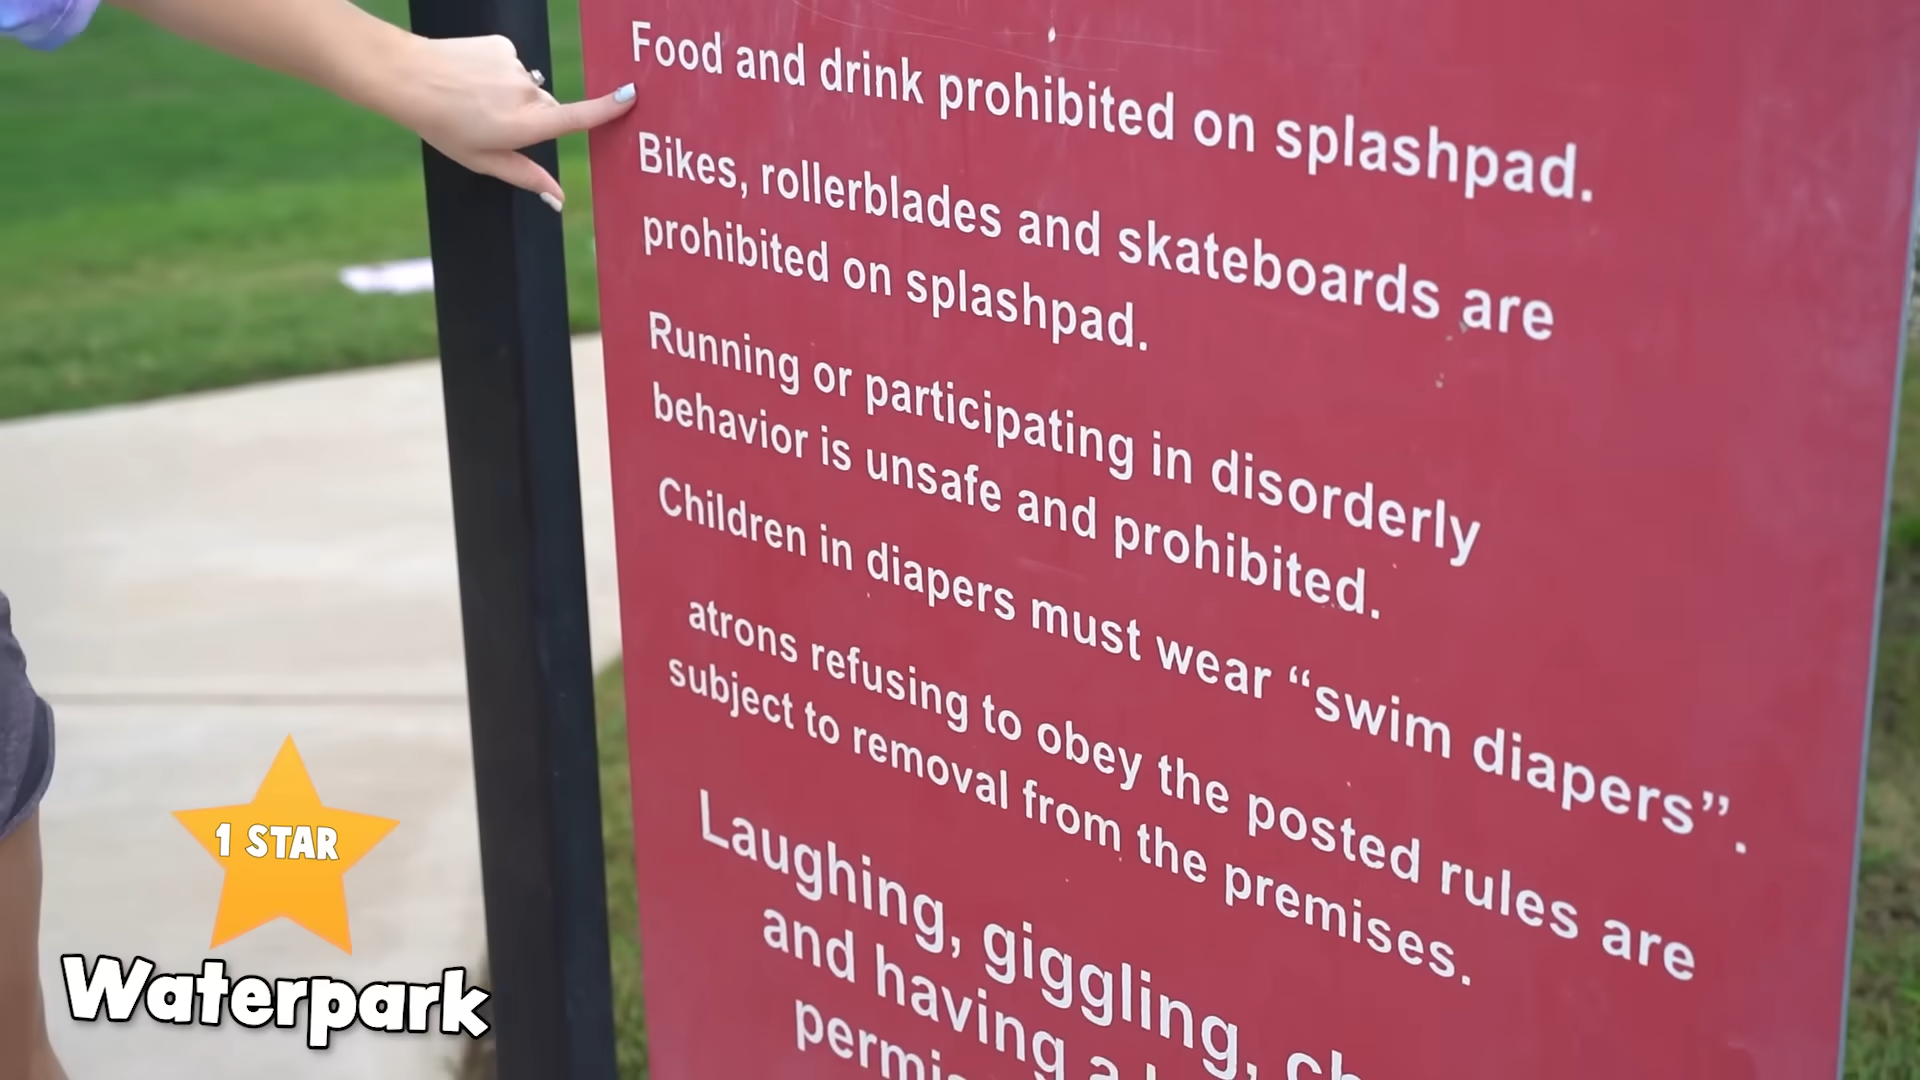 Food and drink prohibited on splashpad.
Bikes, rollerblades and skateboards are
prohibited on splashpad.
Running or participating in disorderly
behavior is unsafe and prohibited.
Children in diapers must wear “swim diapers”.
atrons refusing to obey the posted rules are
subject to removal from the premises.
Laughing, giggling,
and having a
1 STAR
Waterpark